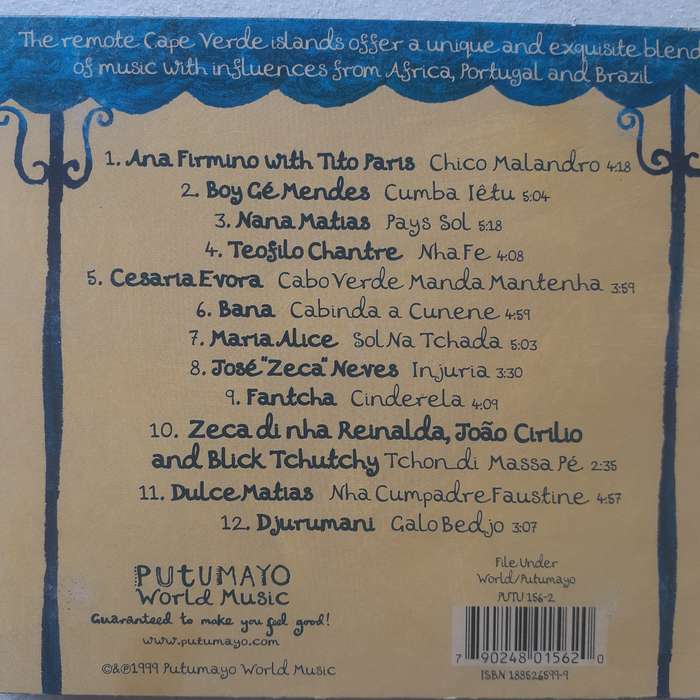 The remote Cape Verde islands offer a unique and exquisite blend
of music with influences from Africa, Portugal and Brazil
1. Ana Firmino with Tito Paris Chico Malandro 4:18
2. Boy Gé Mendes Cumba Iêtu 5:04
3. Nana Matias Pays Sol 5:18
4. Teofilo Chantre Nha Fe 4:08
5. Cesaria Evora Cabo Verde Manda Mantenha 3:59
6. Bana Cabinda a Cunene 4:59
7. Maria Alice Sol Na Tchada 5:03
8. José "Zeca" Neves Injuria 3:30
9. Fantcha Cinderela 4:09
10. Zeca di nha Reinalda, João Cirilio
and Blick Tchutchy Tchon di Massa Pé 2:35
11. Dulce Matias Nha Cumpadre Faustine 4:57
12. Djurumani Galo Bedjo 3:07
PUTUMAYO
World Music
Guaranteed to make you feel good!
www.putumayo.com
©&℗1999 Putumayo World Music
File Under
World/Putumayo
PUTU 156-2
7 90248 01562 0
ISBN 188526599-9